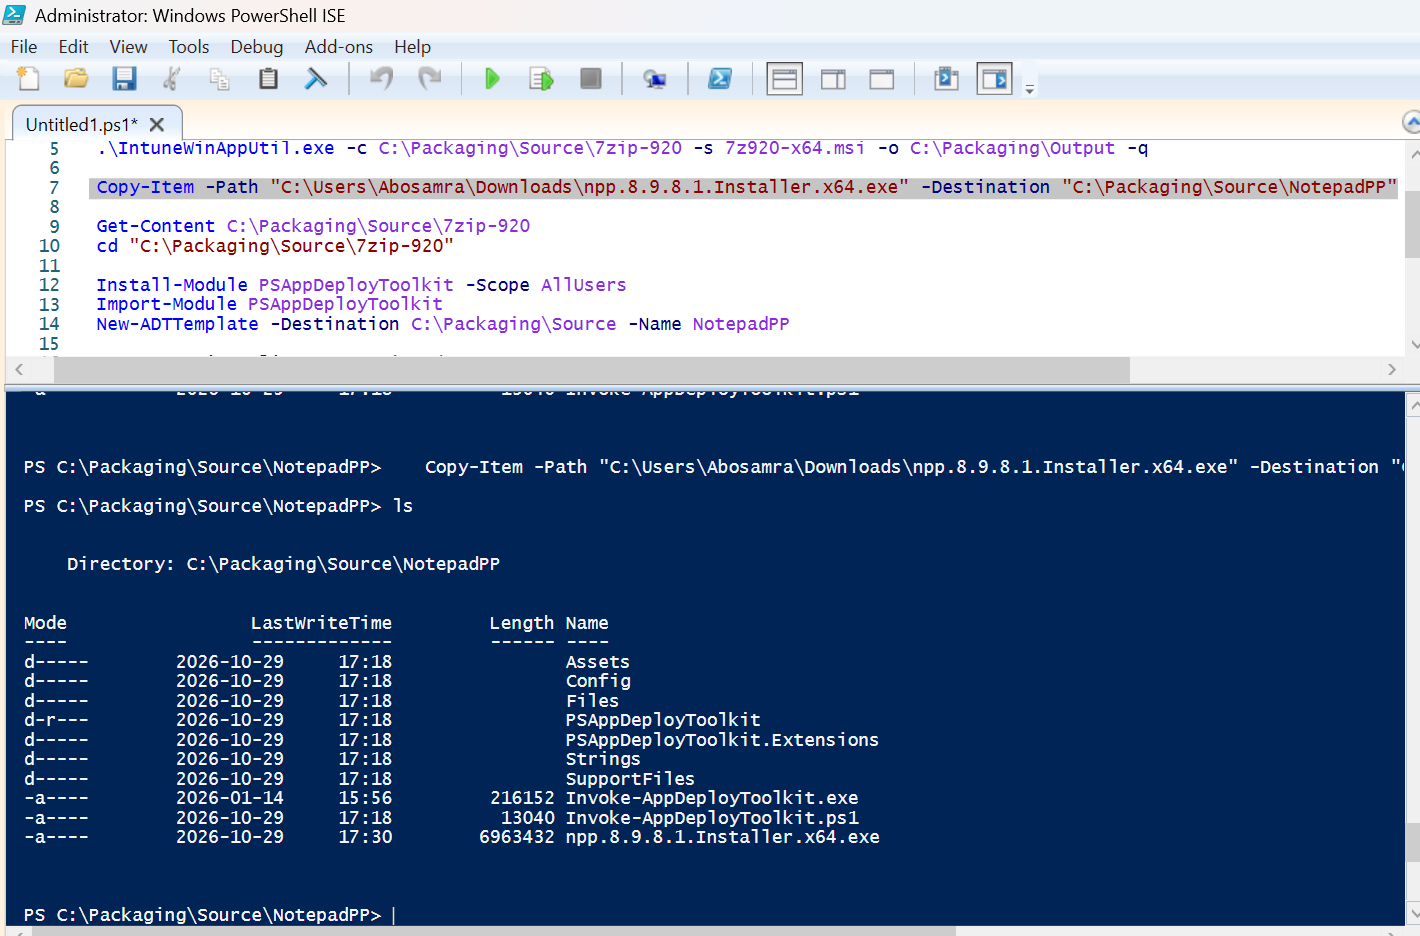 Administrator: Windows PowerShell ISE
File Edit View Tools Debug Add-ons Help
Untitled1.ps1*
5 .\IntuneWinAppUtil.exe -c C:\Packaging\Source\7zip-920 -s 7z920-x64.msi -o C:\Packaging\Output -q
6
7 Copy-Item -Path "C:\Users\Abosamra\Downloads\npp.8.9.8.1.Installer.x64.exe" -Destination "C:\Packaging\Source\NotepadPP"
8
9 Get-Content C:\Packaging\Source\7zip-920
10 cd "C:\Packaging\Source\7zip-920"
11
12 Install-Module PSAppDeployToolkit -Scope AllUsers
13 Import-Module PSAppDeployToolkit
14 New-ADTTemplate -Destination C:\Packaging\Source -Name NotepadPP
15
-a---- 2026-10-29 17:18 13040 Invoke-AppDeployToolkit.ps1
PS C:\Packaging\Source\NotepadPP> Copy-Item -Path "C:\Users\Abosamra\Downloads\npp.8.9.8.1.Installer.x64.exe" -Destination "
PS C:\Packaging\Source\NotepadPP> ls
Directory: C:\Packaging\Source\NotepadPP
Mode LastWriteTime Length Name
---- ------------- ------ ----
d----- 2026-10-29 17:18 Assets
d----- 2026-10-29 17:18 Config
d----- 2026-10-29 17:18 Files
d-r--- 2026-10-29 17:18 PSAppDeployToolkit
d----- 2026-10-29 17:18 PSAppDeployToolkit.Extensions
d----- 2026-10-29 17:18 Strings
d----- 2026-10-29 17:18 SupportFiles
-a---- 2026-01-14 15:56 216152 Invoke-AppDeployToolkit.exe
-a---- 2026-10-29 17:18 13040 Invoke-AppDeployToolkit.ps1
-a---- 2026-10-29 17:30 6963432 npp.8.9.8.1.Installer.x64.exe
PS C:\Packaging\Source\NotepadPP>